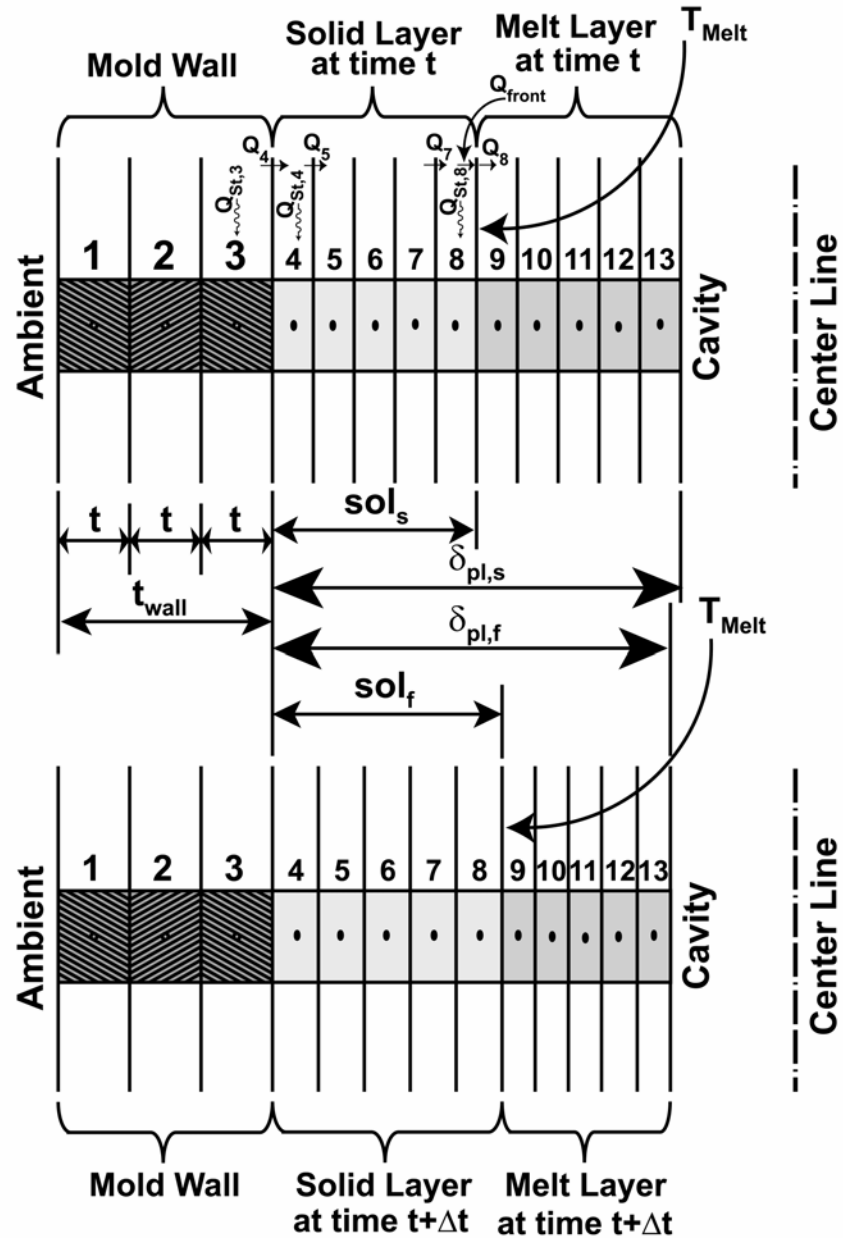 T_Melt
Solid Layer
at time t
Melt Layer
at time t
Mold Wall
Q_front
Q_4
Q_5
Q_7
Q_8
Q_St,3
Q_St,4
Q_St,8
1 2 3 4 5 6 7 8 9 10 11 12 13
Ambient
Cavity
Center Line
t t t
sol_s
δ_pl,s
t_wall
T_Melt
δ_pl,f
sol_f
1 2 3 4 5 6 7 8 9 10 11 12 13
Ambient
Cavity
Center Line
Mold Wall
Solid Layer
at time t+Δt
Melt Layer
at time t+Δt